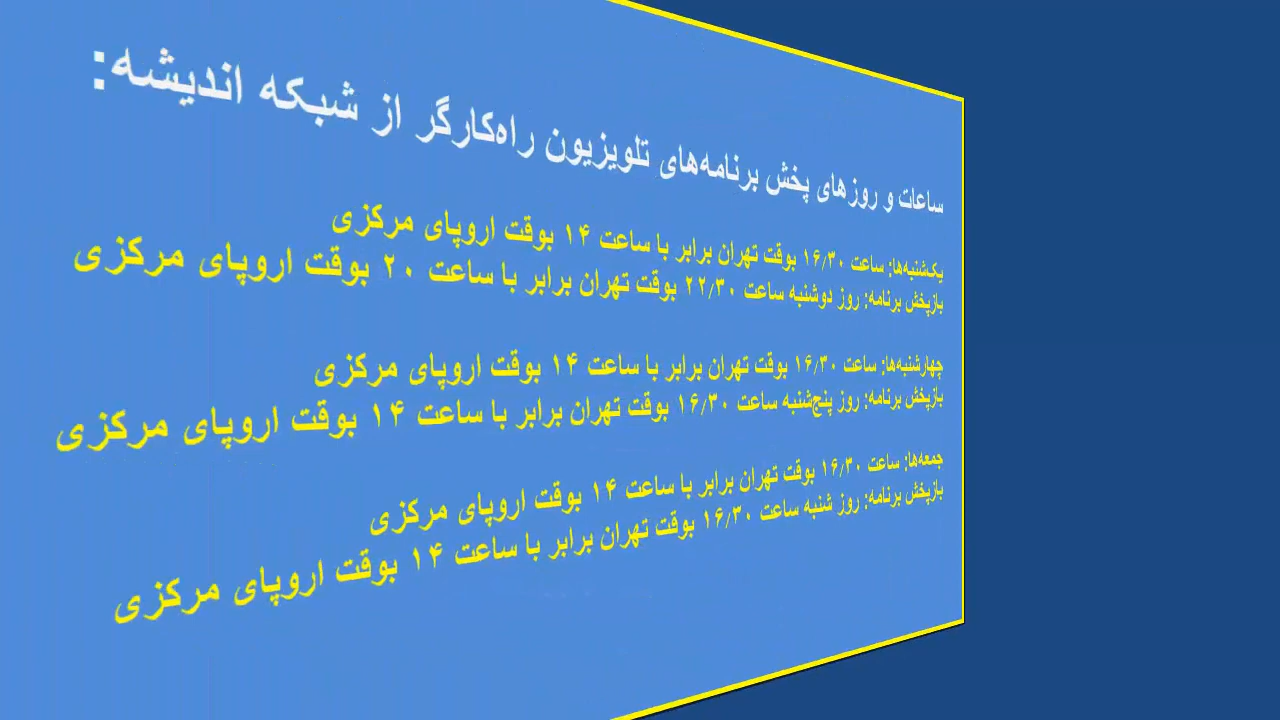 ساعات و روزهای پخش برنامه‌های تلویزیون راه‌کارگر از شبکه اندیشه:
یک‌شنبه‌ها: ساعت ۱۶/۳۰ بوقت تهران برابر با ساعت ۱۴ بوقت اروپای مرکزی
بازپخش برنامه: روز دوشنبه ساعت ۲۲/۳۰ بوقت تهران برابر با ساعت ۲۰ بوقت اروپای مرکزی
چهارشنبه‌ها: ساعت ۱۶/۳۰ بوقت تهران برابر با ساعت ۱۴ بوقت اروپای مرکزی
بازپخش برنامه: روز پنج‌شنبه ساعت ۱۶/۳۰ بوقت تهران برابر با ساعت ۱۴ بوقت اروپای مرکزی
جمعه‌ها: ساعت ۱۶/۳۰ بوقت تهران برابر با ساعت ۱۴ بوقت اروپای مرکزی
بازپخش برنامه: روز شنبه ساعت ۱۶/۳۰ بوقت تهران برابر با ساعت ۱۴ بوقت اروپای مرکزی